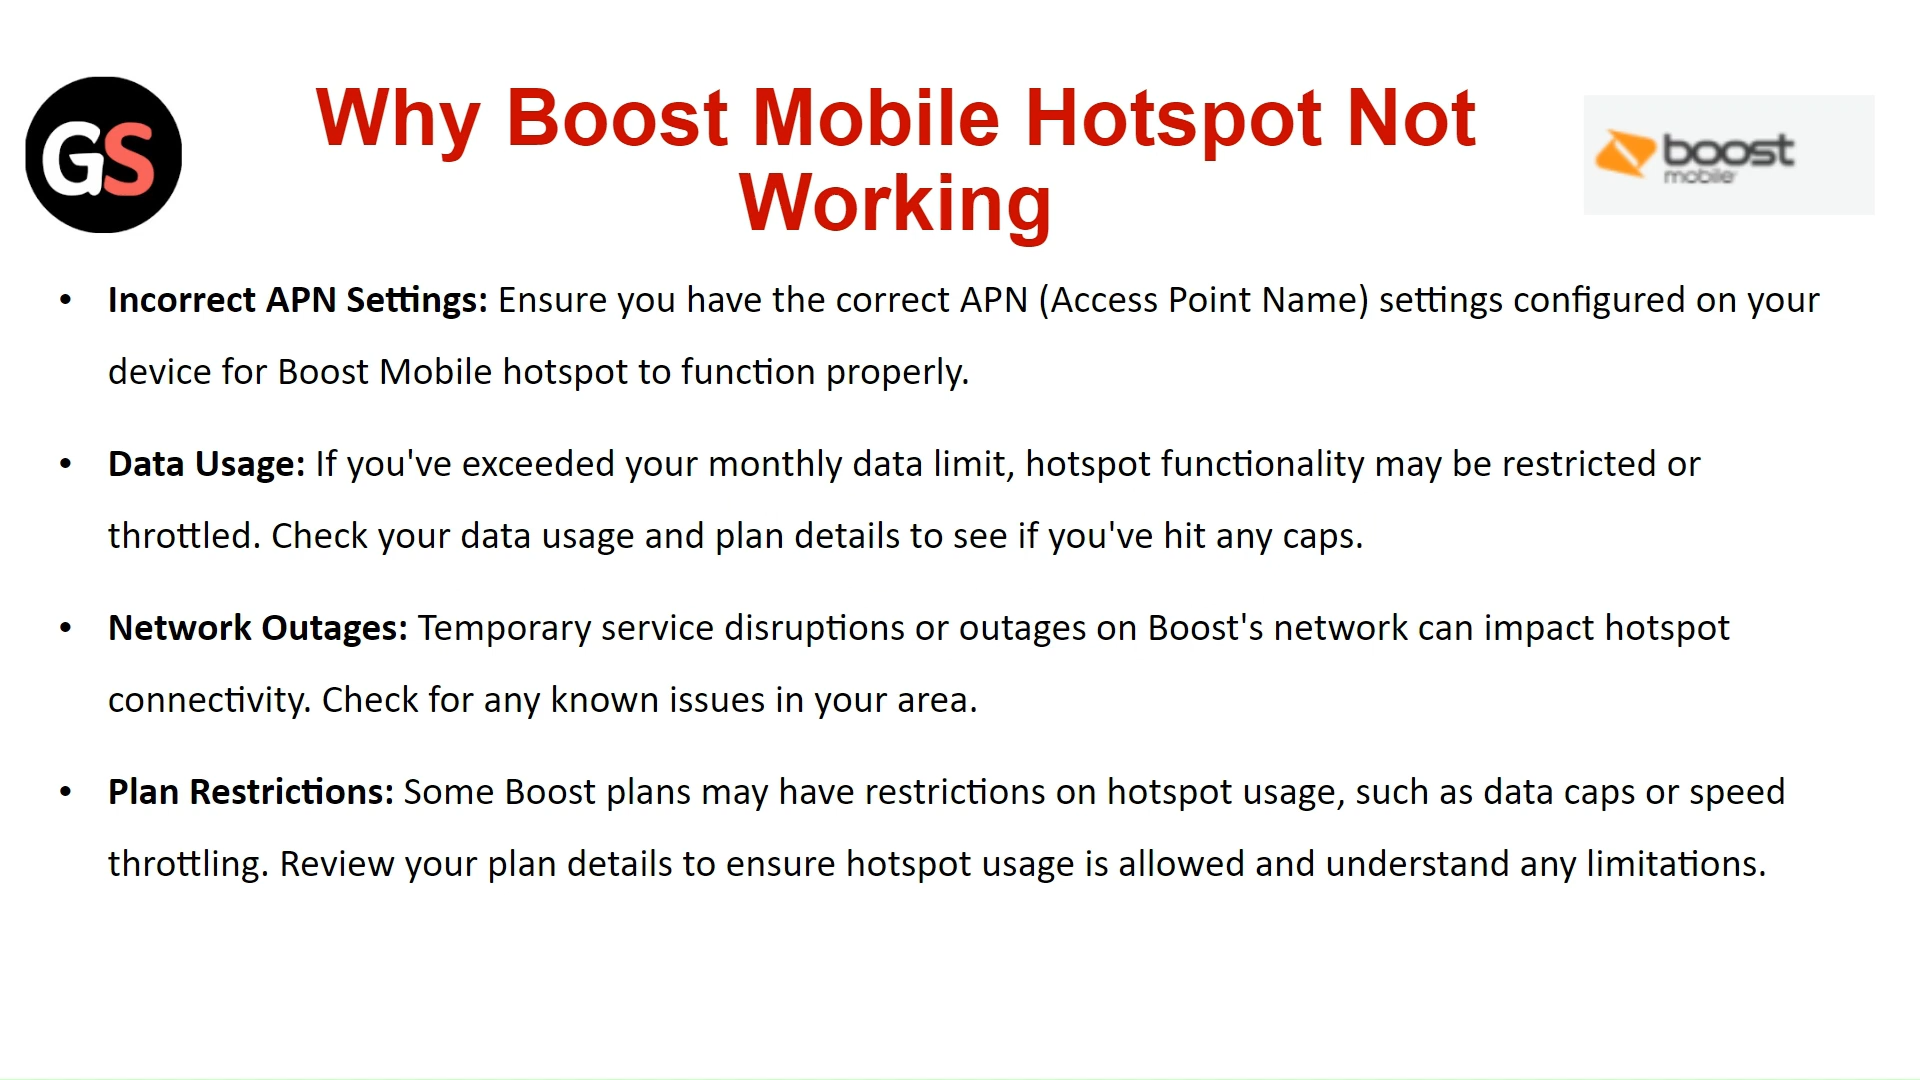 GS
Why Boost Mobile Hotspot Not
Working
boost
mobile
• Incorrect APN Settings: Ensure you have the correct APN (Access Point Name) settings configured on your
device for Boost Mobile hotspot to function properly.
• Data Usage: If you've exceeded your monthly data limit, hotspot functionality may be restricted or
throttled. Check your data usage and plan details to see if you've hit any caps.
• Network Outages: Temporary service disruptions or outages on Boost's network can impact hotspot
connectivity. Check for any known issues in your area.
• Plan Restrictions: Some Boost plans may have restrictions on hotspot usage, such as data caps or speed
throttling. Review your plan details to ensure hotspot usage is allowed and understand any limitations.